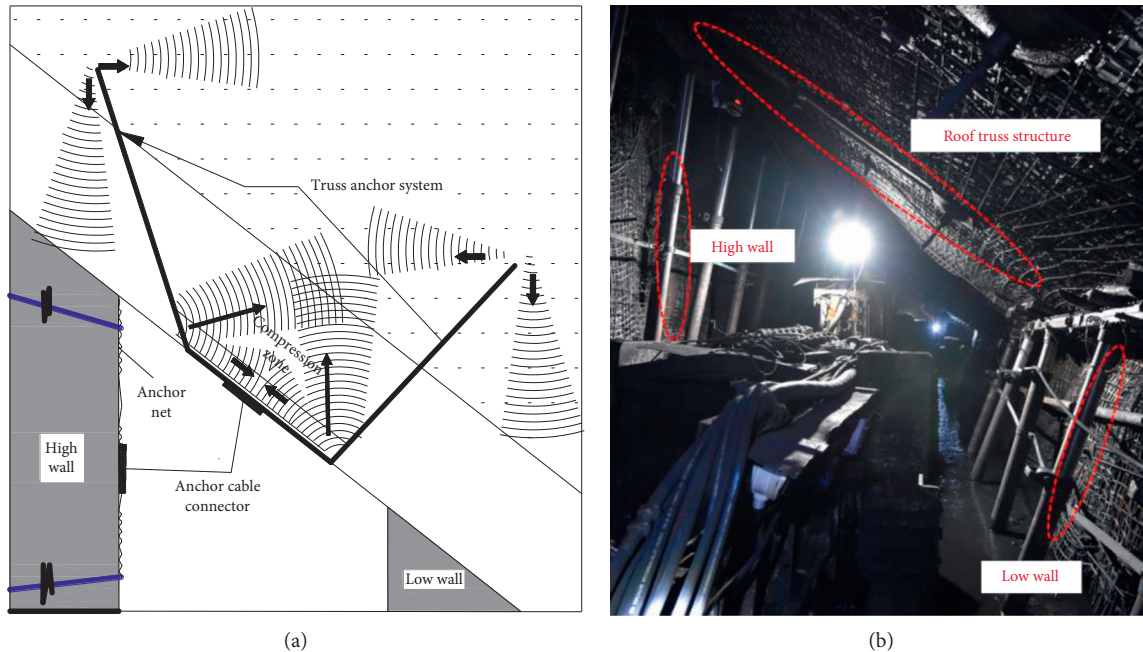 Truss anchor system
Compression
zone
Anchor
net
High
wall
Anchor cable
connector
Low wall
(a)
Roof truss structure
High wall
Low wall
(b)